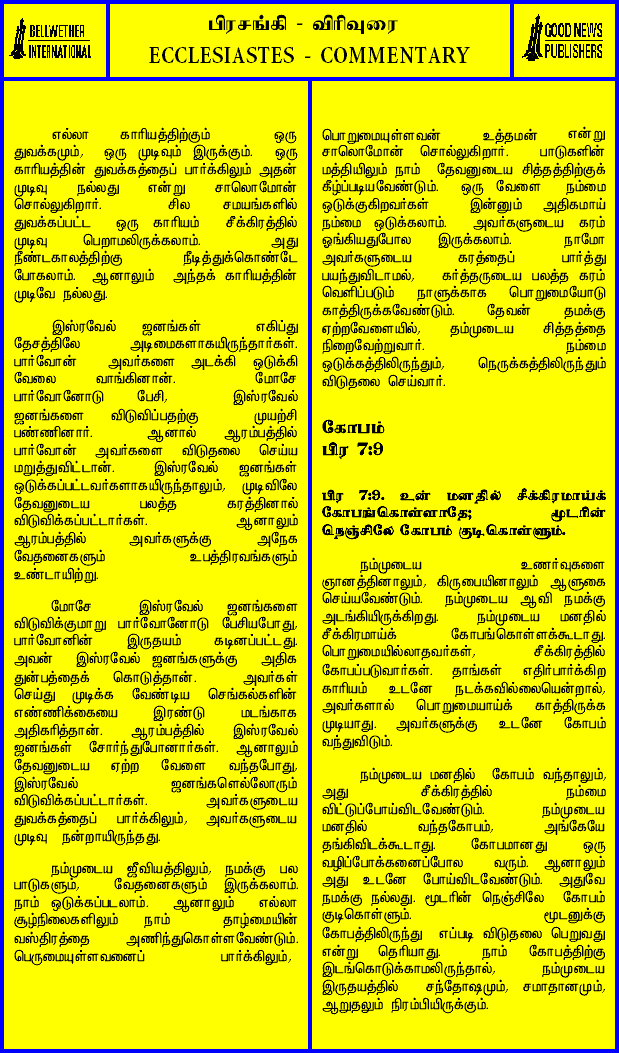 BELLWETHER
INTERNATIONAL
பிரசங்கி - விரிவுரை
ECCLESIASTES - COMMENTARY
GOOD NEWS
PUBLISHERS
எல்லா காரியத்திற்கும் ஒரு
துவக்கமும், ஒரு முடிவும் இருக்கும். ஒரு
காரியத்தின் துவக்கத்தைப் பார்க்கிலும் அதன்
முடிவு நல்லது என்று சாலொமோன்
சொல்லுகிறார். சில சமயங்களில்
துவக்கப்பட்ட ஒரு காரியம் சீக்கிரத்தில்
முடிவு பெறாமலிருக்கலாம். அது
நீண்டகாலத்திற்கு நீடித்துக்கொண்டே
போகலாம். ஆனாலும் அந்தக் காரியத்தின்
முடிவே நல்லது.
இஸ்ரவேல் ஜனங்கள் எகிப்து
தேசத்திலே அடிமைகளாகயிருந்தார்கள்.
பார்வோன் அவர்களை அடக்கி ஒடுக்கி
வேலை வாங்கினான். மோசே
பார்வோனோடு பேசி, இஸ்ரவேல்
ஜனங்களை விடுவிப்பதற்கு முயற்சி
பண்ணினார். ஆனால் ஆரம்பத்தில்
பார்வோன் அவர்களை விடுதலை செய்ய
மறுத்துவிட்டான். இஸ்ரவேல் ஜனங்கள்
ஒடுக்கப்பட்டவர்களாகயிருந்தாலும், முடிவிலே
தேவனுடைய பலத்த கரத்தினால்
விடுவிக்கப்பட்டார்கள். ஆனாலும்
ஆரம்பத்தில் அவர்களுக்கு அநேக
வேதனைகளும் உபத்திரவங்களும்
உண்டாயிற்று.
மோசே இஸ்ரவேல் ஜனங்களை
விடுவிக்குமாறு பார்வோனோடு பேசியபோது,
பார்வோனின் இருதயம் கடினப்பட்டது.
அவன் இஸ்ரவேல் ஜனங்களுக்கு அதிக
துன்பத்தைக் கொடுத்தான். அவர்கள்
செய்து முடிக்க வேண்டிய செங்கல்களின்
எண்ணிக்கையை இரண்டு மடங்காக
அதிகரித்தான். ஆரம்பத்தில் இஸ்ரவேல்
ஜனங்கள் சோர்ந்துபோனார்கள். ஆனாலும்
தேவனுடைய ஏற்ற வேளை வந்தபோது,
இஸ்ரவேல் ஜனங்களெல்லோரும்
விடுவிக்கப்பட்டார்கள். அவர்களுடைய
துவக்கத்தைப் பார்க்கிலும், அவர்களுடைய
முடிவு நன்றாயிருந்தது.
நம்முடைய ஜீவியத்திலும், நமக்கு பல
பாடுகளும், வேதனைகளும் இருக்கலாம்.
நாம் ஒடுக்கப்படலாம். ஆனாலும் எல்லா
சூழ்நிலைகளிலும் நாம் தாழ்மையின்
வஸ்திரத்தை அணிந்துகொள்ளவேண்டும்.
பெருமையுள்ளவனைப் பார்க்கிலும்,
பொறுமையுள்ளவன் உத்தமன் என்று
சாலொமோன் சொல்லுகிறார். பாடுகளின்
மத்தியிலும் நாம் தேவனுடைய சித்தத்திற்குக்
கீழ்ப்படியவேண்டும். ஒரு வேளை நம்மை
ஒடுக்குகிறவர்கள் இன்னும் அதிகமாய்
நம்மை ஒடுக்கலாம். அவர்களுடைய கரம்
ஓங்கியதுபோல இருக்கலாம். நாமோ
அவர்களுடைய கரத்தைப் பார்த்து
பயந்துவிடாமல், கர்த்தருடைய பலத்த கரம்
வெளிப்படும் நாளுக்காக பொறுமையோடு
காத்திருக்கவேண்டும். தேவன் தமக்கு
ஏற்றவேளையில், தம்முடைய சித்தத்தை
நிறைவேற்றுவார். நம்மை
ஒடுக்கத்திலிருந்தும், நெருக்கத்திலிருந்தும்
விடுதலை செய்வார்.
கோபம்
பிர 7:9
பிர 7:9. உன் மனதில் சீக்கிரமாய்க்
கோபங்கொள்ளாதே; மூடரின்
நெஞ்சிலே கோபம் குடிகொள்ளும்.
நம்முடைய உணர்வுகளை
ஞானத்தினாலும், கிருபையினாலும் ஆளுகை
செய்யவேண்டும். நம்முடைய ஆவி நமக்கு
அடங்கியிருக்கிறது. நம்முடைய மனதில்
சீக்கிரமாய்க் கோபங்கொள்ளக்கூடாது.
பொறுமையில்லாதவர்கள், சீக்கிரத்தில்
கோபப்படுவார்கள். தாங்கள் எதிர்பார்க்கிற
காரியம் உடனே நடக்கவில்லையென்றால்,
அவர்களால் பொறுமையாய்க் காத்திருக்க
முடியாது. அவர்களுக்கு உடனே கோபம்
வந்துவிடும்.
நம்முடைய மனதில் கோபம் வந்தாலும்,
அது சீக்கிரத்தில் நம்மை
விட்டுப்போய்விடவேண்டும். நம்முடைய
மனதில் வந்தகோபம், அங்கேயே
தங்கிவிடக்கூடாது. கோபமானது ஒரு
வழிப்போக்கனைப்போல வரும். ஆனாலும்
அது உடனே போய்விடவேண்டும். அதுவே
நமக்கு நல்லது. மூடரின் நெஞ்சிலே கோபம்
குடிகொள்ளும். மூடனுக்கு
கோபத்திலிருந்து எப்படி விடுதலை பெறுவது
என்று தெரியாது. நாம் கோபத்திற்கு
இடங்கொடுக்காமலிருந்தால், நம்முடைய
இருதயத்தில் சந்தோஷமும், சமாதானமும்,
ஆறுதலும் நிரம்பியிருக்கும்.